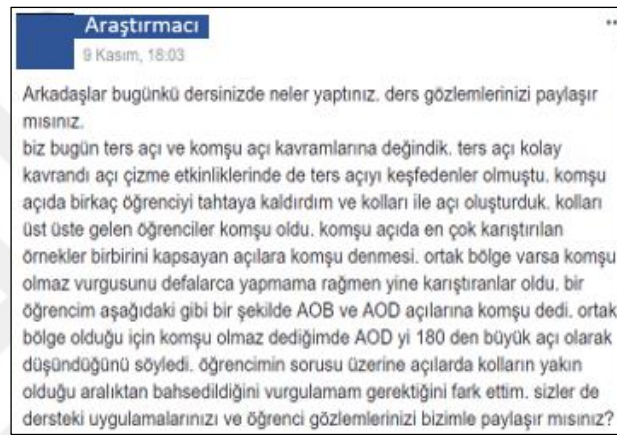 Araştırmacı
9 Kasım, 18:03
Arkadaşlar bugünkü dersinizde neler yaptınız. ders gözlemlerinizi paylaşır
mısınız.
biz bugün ters açı ve komşu açı kavramlarına değindik. ters açı kolay
kavrandı açı çizme etkinliklerinde de ters açıyı keşfedenler olmuştu. komşu
açıda birkaç öğrenciyi tahtaya kaldırdım ve kolları ile açı oluşturduk. kolları
üst üste gelen öğrenciler komşu oldu. komşu açıda en çok karıştırılan
örnekler birbirini kapsayan açılara komşu denmesi. ortak bölge varsa komşu
olmaz vurgusunu defalarca yapmama rağmen yine karıştıranlar oldu. bir
öğrencim aşağıdaki gibi bir şekilde AOB ve AOD açılarına komşu dedi. ortak
bölge olduğu için komşu olmaz dediğimde AOD yi 180 den büyük açı olarak
düşündüğünü söyledi. öğrencimin sorusu üzerine açılarda kolların yakın
olduğu aralıktan bahsedildiğini vurgulamam gerektiğini fark ettim. sizler de
dersteki uygulamalarınızı ve öğrenci gözlemlerinizi bizimle paylaşır mısınız?